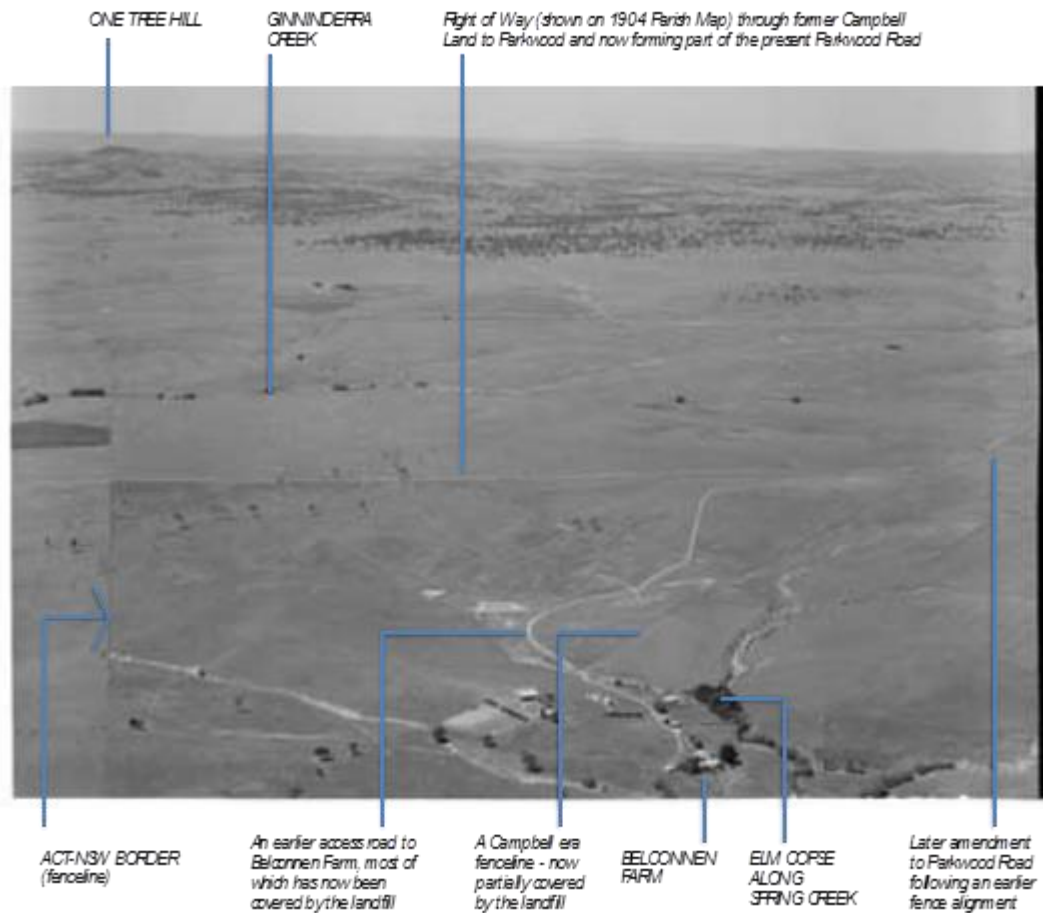 ONE TREE HILL
GINNINDERRA
CREEK
Right of Way (shown on 1904 Parish Map) through former Campbell
Land to Parkwood and now forming part of the present Parkwood Road
ACT-NSW BORDER
(fenceline)
An earlier access road to
Belconnen Farm, most of
which has now been
covered by the landfill
A Campbell era
fenceline - now
partially covered
by the landfill
BELCONNEN
FARM
ELM COPSE
ALONG
SPRING CREEK
Later amendment
to Parkwood Road
following an earlier
fence alignment